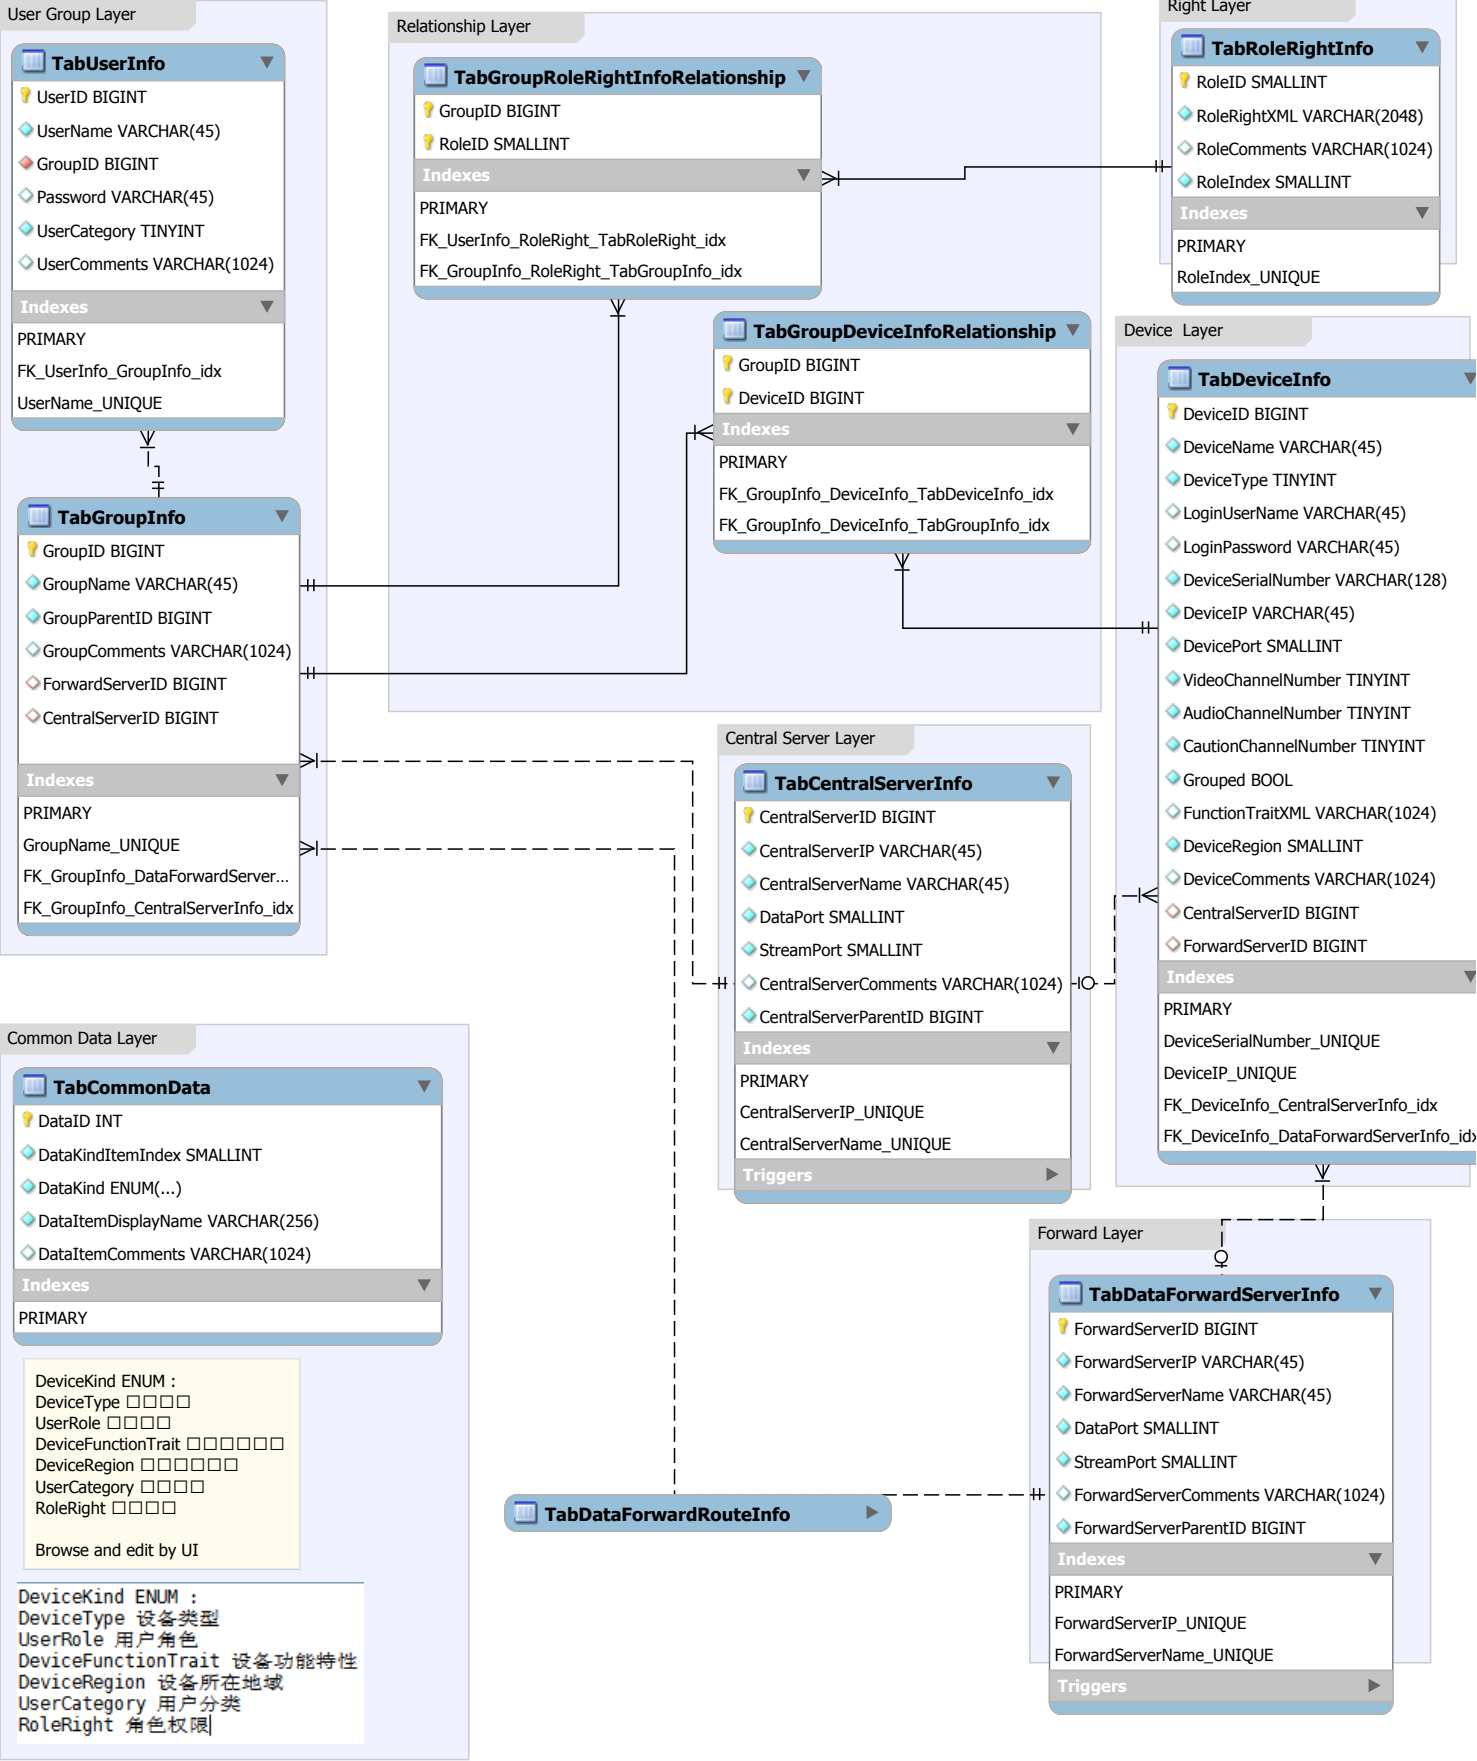 User Group Layer
TabUserInfo
UserID BIGINT
UserName VARCHAR(45)
GroupID BIGINT
Password VARCHAR(45)
UserCategory TINYINT
UserComments VARCHAR(1024)
Indexes
PRIMARY
FK_UserInfo_GroupInfo_idx
UserName_UNIQUE
TabGroupInfo
GroupID BIGINT
GroupName VARCHAR(45)
GroupParentID BIGINT
GroupComments VARCHAR(1024)
ForwardServerID BIGINT
CentralServerID BIGINT
Indexes
PRIMARY
GroupName_UNIQUE
FK_GroupInfo_DataForwardServer...
FK_GroupInfo_CentralServerInfo_idx
Relationship Layer
TabGroupRoleRightInfoRelationship
GroupID BIGINT
RoleID SMALLINT
Indexes
PRIMARY
FK_UserInfo_RoleRight_TabRoleRight_idx
FK_GroupInfo_RoleRight_TabGroupInfo_idx
TabGroupDeviceInfoRelationship
GroupID BIGINT
DeviceID BIGINT
Indexes
PRIMARY
FK_GroupInfo_DeviceInfo_TabDeviceInfo_idx
FK_GroupInfo_DeviceInfo_TabGroupInfo_idx
Right Layer
TabRoleRightInfo
RoleID SMALLINT
RoleRightXML VARCHAR(2048)
RoleComments VARCHAR(1024)
RoleIndex SMALLINT
Indexes
PRIMARY
RoleIndex_UNIQUE
Device  Layer
TabDeviceInfo
DeviceID BIGINT
DeviceName VARCHAR(45)
DeviceType TINYINT
LoginUserName VARCHAR(45)
LoginPassword VARCHAR(45)
DeviceSerialNumber VARCHAR(128)
DeviceIP VARCHAR(45)
DevicePort SMALLINT
VideoChannelNumber TINYINT
AudioChannelNumber TINYINT
CautionChannelNumber TINYINT
Grouped BOOL
FunctionTraitXML VARCHAR(1024)
DeviceRegion SMALLINT
DeviceComments VARCHAR(1024)
CentralServerID BIGINT
ForwardServerID BIGINT
Indexes
PRIMARY
DeviceSerialNumber_UNIQUE
DeviceIP_UNIQUE
FK_DeviceInfo_CentralServerInfo_idx
FK_DeviceInfo_DataForwardServerInfo_idx
Central Server Layer
TabCentralServerInfo
CentralServerID BIGINT
CentralServerIP VARCHAR(45)
CentralServerName VARCHAR(45)
DataPort SMALLINT
StreamPort SMALLINT
CentralServerComments VARCHAR(1024)
CentralServerParentID BIGINT
Indexes
PRIMARY
CentralServerIP_UNIQUE
CentralServerName_UNIQUE
Triggers
Common Data Layer
TabCommonData
DataID INT
DataKindItemIndex SMALLINT
DataKind ENUM(...)
DataItemDisplayName VARCHAR(256)
DataItemComments VARCHAR(1024)
Indexes
PRIMARY
DeviceKind ENUM :
DeviceType □□□□
UserRole □□□□
DeviceFunctionTrait □□□□□□
DeviceRegion □□□□□□
UserCategory □□□□
RoleRight □□□□
Browse and edit by UI
DeviceKind ENUM :
DeviceType 设备类型
UserRole 用户角色
DeviceFunctionTrait 设备功能特性
DeviceRegion 设备所在地域
UserCategory 用户分类
RoleRight 角色权限
TabDataForwardRouteInfo
Forward Layer
TabDataForwardServerInfo
ForwardServerID BIGINT
ForwardServerIP VARCHAR(45)
ForwardServerName VARCHAR(45)
DataPort SMALLINT
StreamPort SMALLINT
ForwardServerComments VARCHAR(1024)
ForwardServerParentID BIGINT
Indexes
PRIMARY
ForwardServerIP_UNIQUE
ForwardServerName_UNIQUE
Triggers